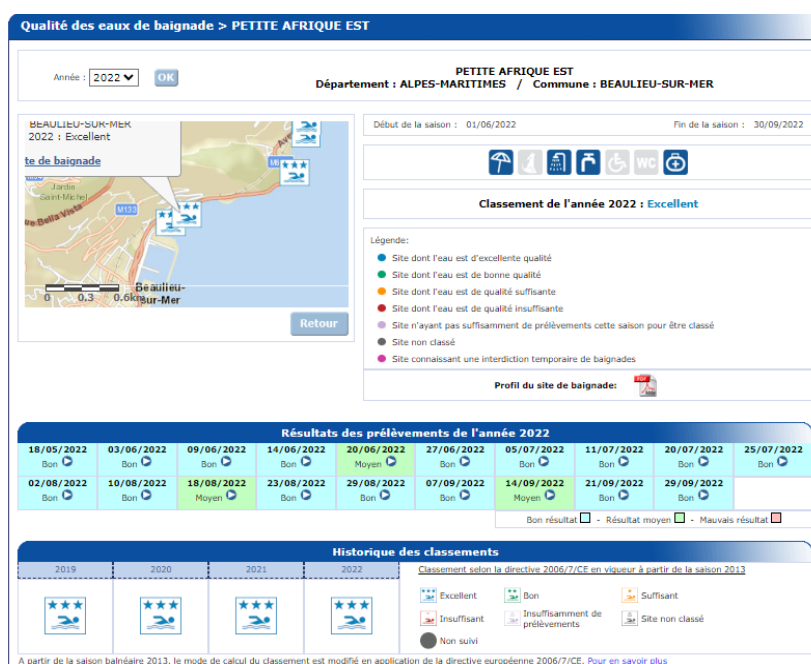 Qualité des eaux de baignade > PETITE AFRIQUE EST
Année : 2022 OK
PETITE AFRIQUE EST
Département : ALPES-MARITIMES / Commune : BEAULIEU-SUR-MER
BEAULIEU-SUR-MER
2022 : Excellent
te de baignade
Jardin
Saint-Michel
re Bella Vista
M133
Ave
Beaulieu-
sur-Mer
0 0.3 0.6km
Retour
Début de la saison : 01/06/2022 Fin de la saison : 30/09/2022
WC
Classement de l'année 2022 : Excellent
Légende:
Site dont l'eau est d'excellente qualité
Site dont l'eau est de bonne qualité
Site dont l'eau est de qualité suffisante
Site dont l'eau est de qualité insuffisante
Site n'ayant pas suffisamment de prélèvements cette saison pour être classé
Site non classé
Site connaissant une interdiction temporaire de baignades
Profil du site de baignade: PDF
Résultats des prélèvements de l'année 2022
18/05/2022 03/06/2022 09/06/2022 14/06/2022 20/06/2022 27/06/2022 05/07/2022 11/07/2022 20/07/2022 25/07/2022
Bon Bon Bon Bon Moyen Bon Bon Bon Bon Bon
02/08/2022 10/08/2022 18/08/2022 23/08/2022 29/08/2022 07/09/2022 14/09/2022 21/09/2022 29/09/2022
Bon Bon Moyen Bon Bon Bon Moyen Bon Bon
Bon résultat - Résultat moyen - Mauvais résultat
Historique des classements
2019 2020 2021 2022
Classement selon la directive 2006/7/CE en vigueur à partir de la saison 2013
Excellent Bon Suffisant
Insuffisant Insuffisamment de prélèvements Site non classé
Non suivi
A partir de la saison balnéaire 2013, le mode de calcul du classement est modifié en application de la directive européenne 2006/7/CE. Pour en savoir plus